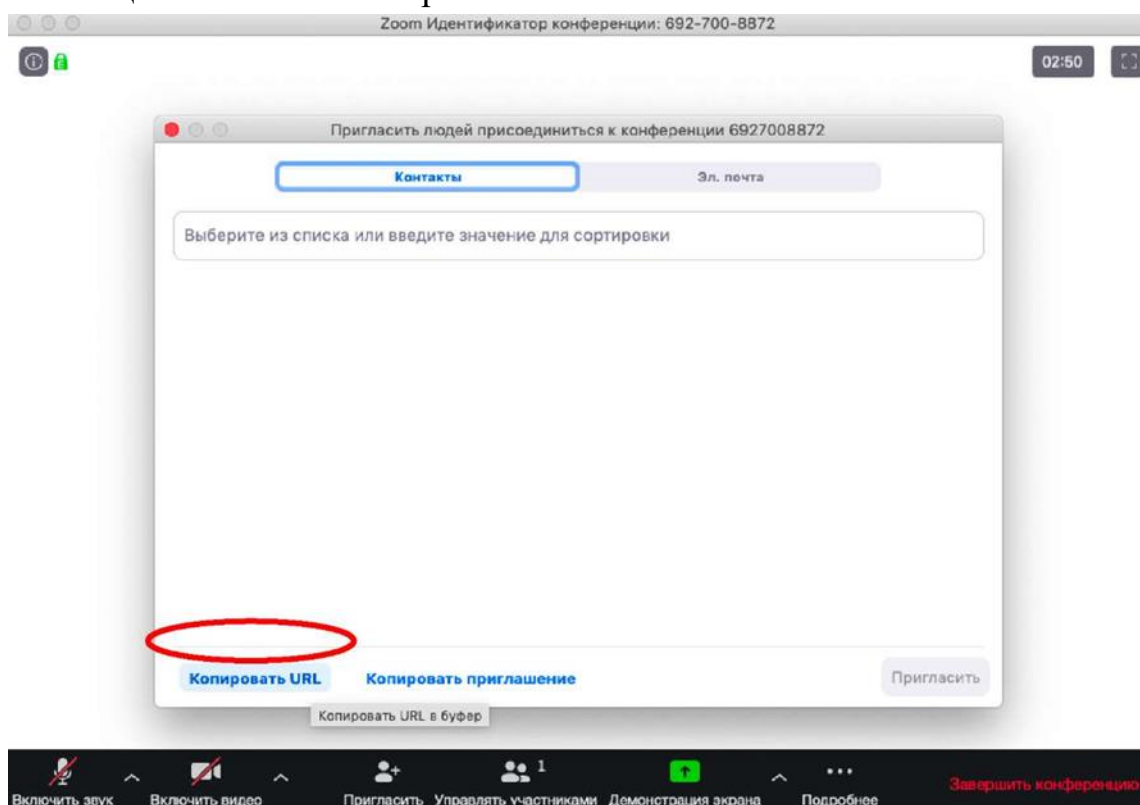 Zoom Идентификатор конференции: 692-700-8872
02:50
Пригласить людей присоединиться к конференции 6927008872
Контакты
Эл. почта
Выберите из списка или введите значение для сортировки
Копировать URL
Копировать приглашение
Пригласить
Копировать URL в буфер
1
Включить звук
Включить видео
Пригласить
Управлять участниками
Демонстрация экрана
Подробнее
Завершить конференцию